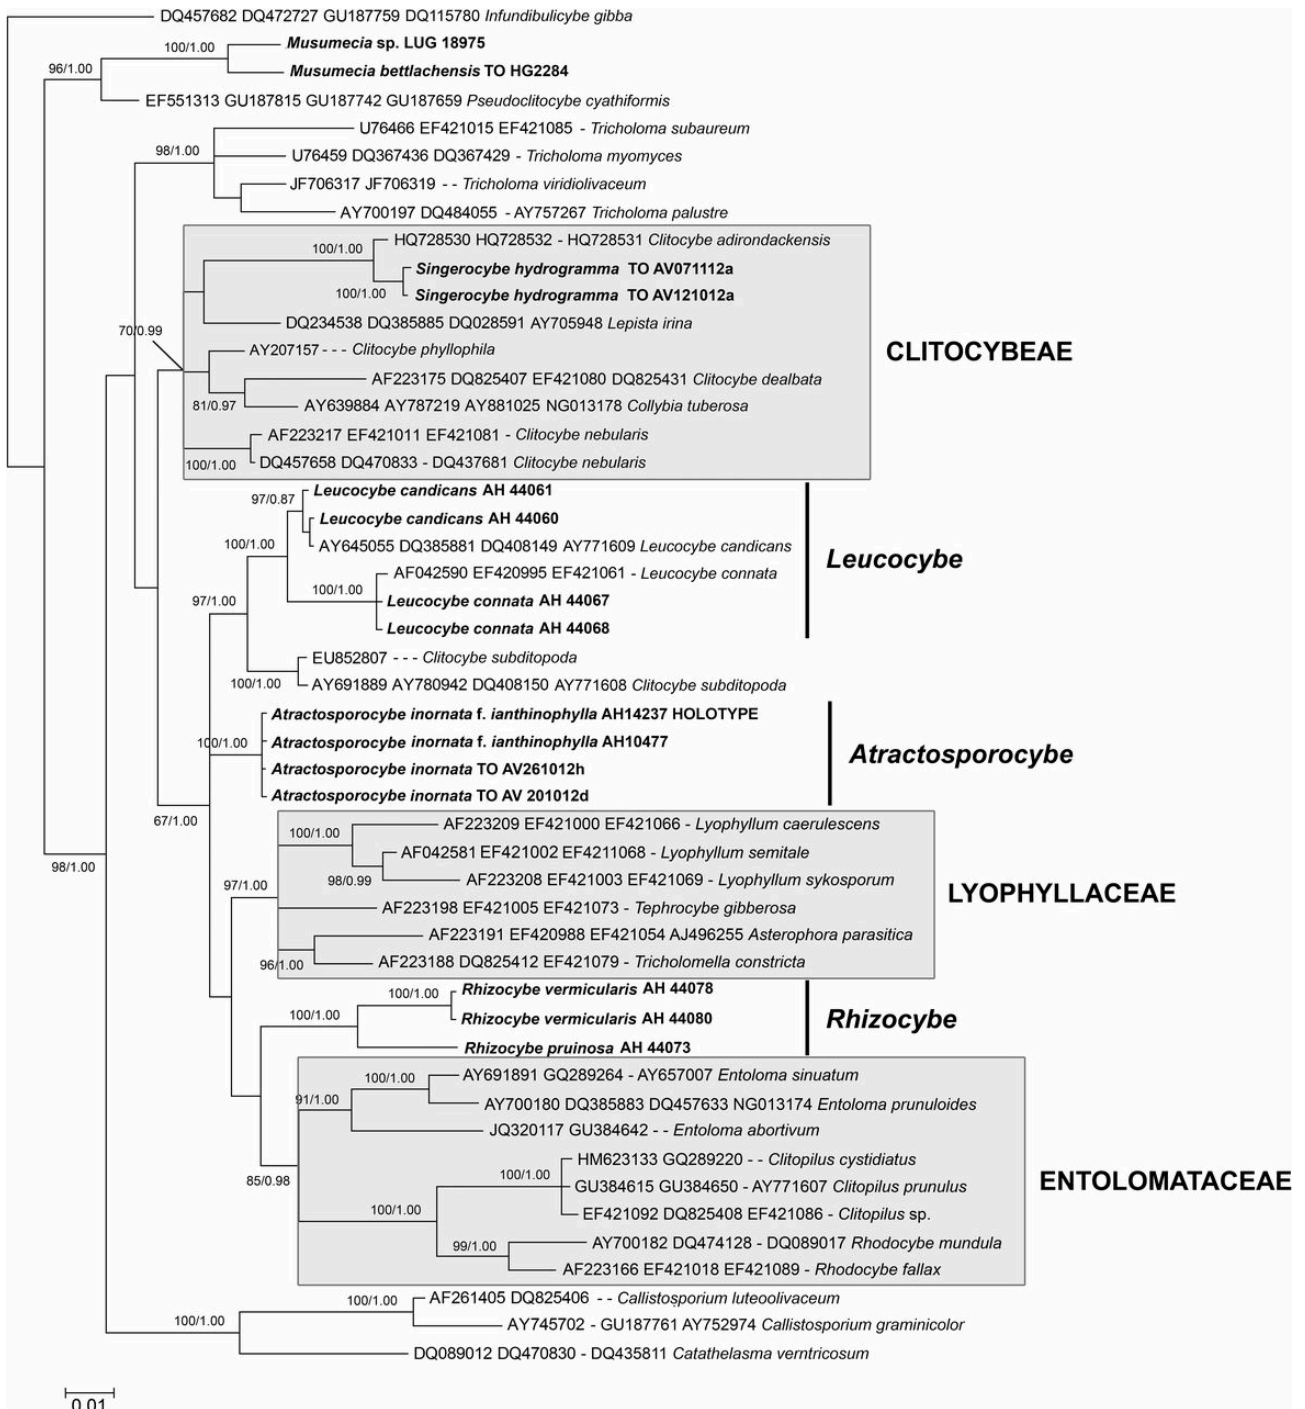 DQ457682 DQ472727 GU187759 DQ115780 Infundibulicybe gibba
Musumecia sp. LUG 18975
100/1.00
96/1.00
Musumecia bettlachensis TO HG2284
EF551313 GU187815 GU187742 GU187659 Pseudoclitocybe cyathiformis
U76466 EF421015 EF421085 - Tricholoma subaureum
98/1.00
U76459 DQ367436 DQ367429 - Tricholoma myomyces
JF706317 JF706319 - - Tricholoma viridiolivaceum
AY700197 DQ484055 - AY757267 Tricholoma palustre
HQ728530 HQ728532 - HQ728531 Clitocybe adirondackensis
100/1.00
Singerocybe hydrogramma TO AV071112a
100/1.00
Singerocybe hydrogramma TO AV121012a
DQ234538 DQ385885 DQ028591 AY705948 Lepista irina
70/0.99
AY207157 - - - Clitocybe phyllophila
CLITOCYBEAE
AF223175 DQ825407 EF421080 DQ825431 Clitocybe dealbata
81/0.97
AY639884 AY787219 AY881025 NG013178 Collybia tuberosa
AF223217 EF421011 EF421081 - Clitocybe nebularis
100/1.00
DQ457658 DQ470833 - DQ437681 Clitocybe nebularis
97/0.87
Leucocybe candicans AH 44061
Leucocybe candicans AH 44060
100/1.00
AY645055 DQ385881 DQ408149 AY771609 Leucocybe candicans
Leucocybe
AF042590 EF420995 EF421061 - Leucocybe connata
100/1.00
97/1.00
Leucocybe connata AH 44067
Leucocybe connata AH 44068
EU852807 - - - Clitocybe subditopoda
100/1.00
AY691889 AY780942 DQ408150 AY771608 Clitocybe subditopoda
Atractosporocybe inornata f. ianthinophylla AH14237 HOLOTYPE
100/1.00
Atractosporocybe inornata f. ianthinophylla AH10477
Atractosporocybe
Atractosporocybe inornata TO AV261012h
Atractosporocybe inornata TO AV 201012d
67/1.00
AF223209 EF421000 EF421066 - Lyophyllum caerulescens
100/1.00
AF042581 EF421002 EF4211068 - Lyophyllum semitale
98/1.00
98/0.99
AF223208 EF421003 EF421069 - Lyophyllum sykosporum
97/1.00
LYOPHYLLACEAE
AF223198 EF421005 EF421073 - Tephrocybe gibberosa
AF223191 EF420988 EF421054 AJ496255 Asterophora parasitica
96/1.00
AF223188 DQ825412 EF421079 - Tricholomella constricta
100/1.00
Rhizocybe vermicularis AH 44078
100/1.00
Rhizocybe vermicularis AH 44080
Rhizocybe
Rhizocybe pruinosa AH 44073
AY691891 GQ289264 - AY657007 Entoloma sinuatum
100/1.00
91/1.00
AY700180 DQ385883 DQ457633 NG013174 Entoloma prunuloides
JQ320117 GU384642 - - Entoloma abortivum
HM623133 GQ289220 - - Clitopilus cystidiatus
100/1.00
85/0.98
ENTOLOMATACEAE
GU384615 GU384650 - AY771607 Clitopilus prunulus
100/1.00
EF421092 DQ825408 EF421086 - Clitopilus sp.
99/1.00
AY700182 DQ474128 - DQ089017 Rhodocybe mundula
AF223166 EF421018 EF421089 - Rhodocybe fallax
100/1.00
AF261405 DQ825406 - - Callistosporium luteoolivaceum
100/1.00
AY745702 - GU187761 AY752974 Callistosporium graminicolor
DQ089012 DQ470830 - DQ435811 Catathelasma verntricosum
0.01